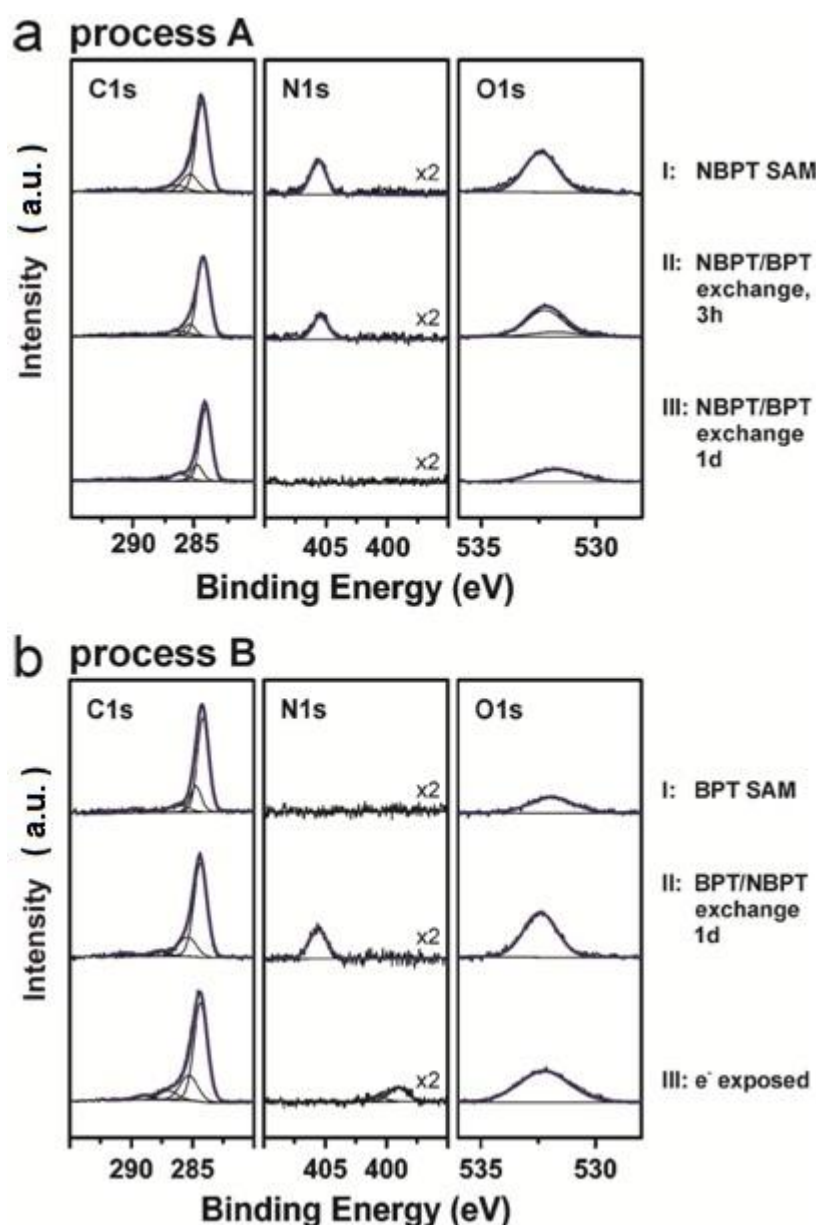 a process A
C1s N1s O1s
Intensity ( a.u. )
x2
x2
x2
I: NBPT SAM
II: NBPT/BPT
exchange,
3h
III: NBPT/BPT
exchange
1d
290 285 405 400 535 530
Binding Energy (eV)
b process B
C1s N1s O1s
Intensity ( a.u. )
x2
x2
x2
I: BPT SAM
II: BPT/NBPT
exchange
1d
III: e⁻ exposed
290 285 405 400 535 530
Binding Energy (eV)